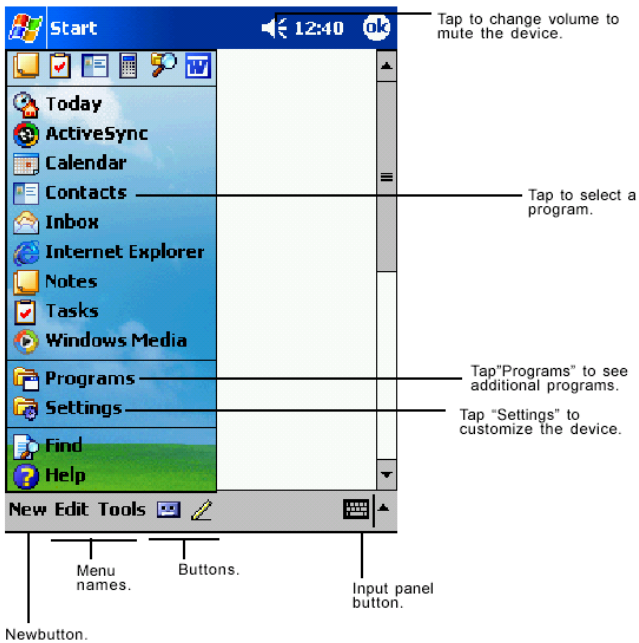 Start 12:40 ok
Tap to change volume to
mute the device.
W
Today
ActiveSync
Calendar
Contacts
Tap to select a
program.
Inbox
Internet Explorer
Notes
Tasks
Windows Media
Programs
Tap"Programs" to see
additional programs.
Settings
Tap “Settings” to
customize the device.
Find
? Help
New Edit Tools
Menu
names.
Buttons.
Input panel
button.
Newbutton.